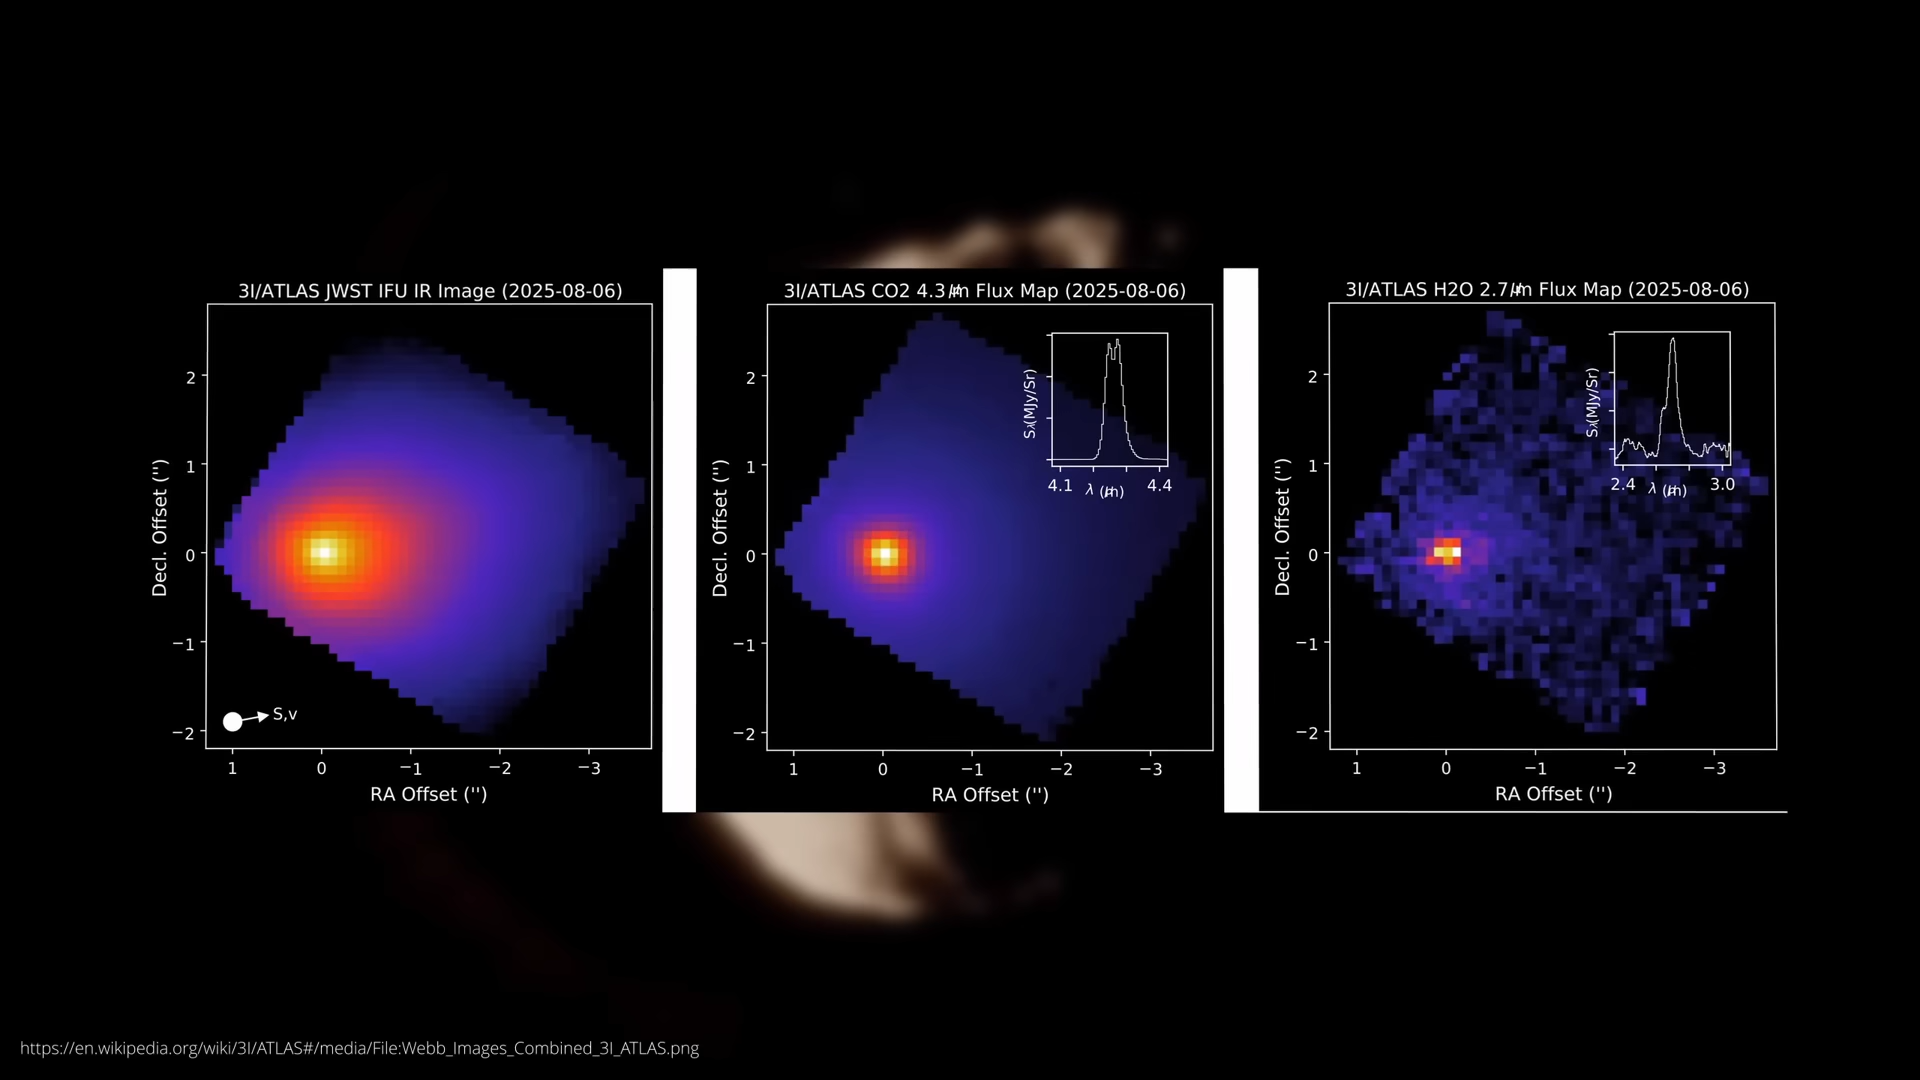 3I/ATLAS JWST IFU IR Image (2025-08-06)
Decl. Offset ('')
2
1
0
−1
−2
S,v
1
0
−1
−2
−3
RA Offset ('')
3I/ATLAS CO2 4.3 μm Flux Map (2025-08-06)
Decl. Offset ('')
2
1
0
−1
−2
Sλ(MJy/Sr)
4.1
λ (μm)
4.4
1
0
−1
−2
−3
RA Offset ('')
3I/ATLAS H2O 2.7 μm Flux Map (2025-08-06)
Decl. Offset ('')
2
1
0
−1
−2
Sλ(MJy/Sr)
2.4
λ (μm)
3.0
1
0
−1
−2
−3
RA Offset ('')
https://en.wikipedia.org/wiki/3I/ATLAS#/media/File:Webb_Images_Combined_3I_ATLAS.png